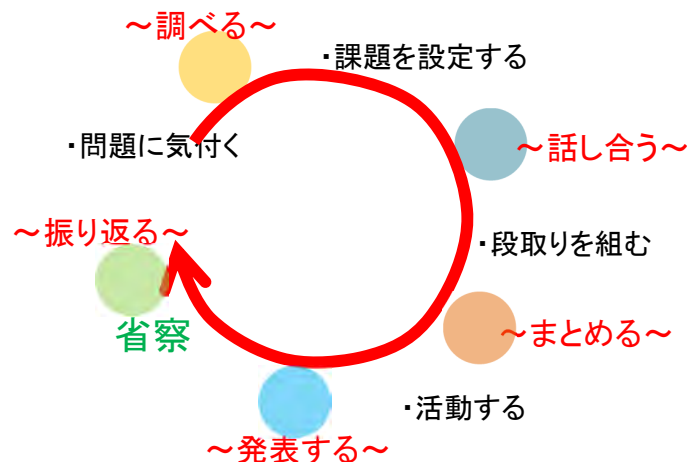 ～調べる～
・課題を設定する
・問題に気付く
～話し合う～
～振り返る～
・段取りを組む
省察
～まとめる～
・活動する
～発表する～